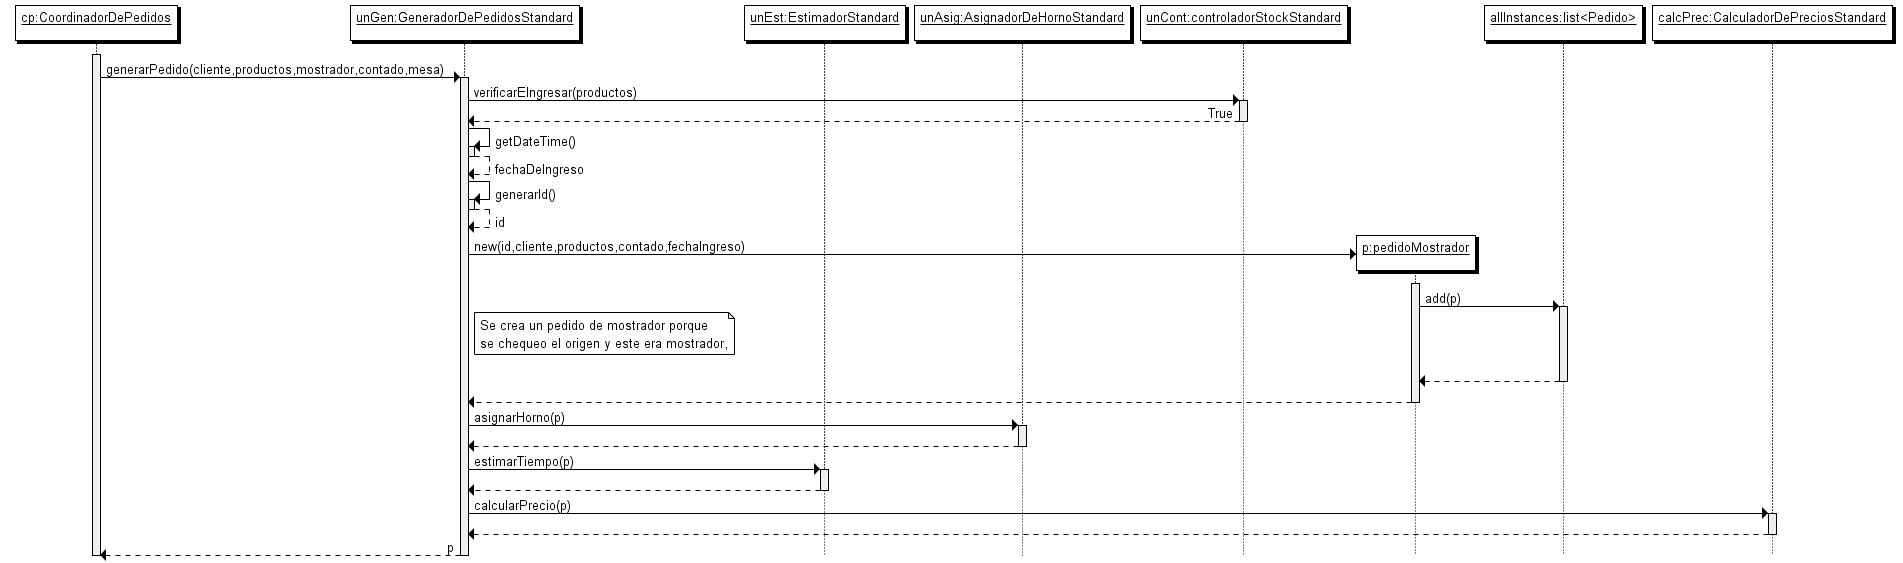 cp:CoordinadorDePedidos
unGen:GeneradorDePedidosStandard
unEst:EstimadorStandard
unAsig:AsignadorDeHornoStandard
unCont:controladorStockStandard
allInstances:list<Pedido>
calcPrec:CalculadorDePreciosStandard
generarPedido(cliente,productos,mostrador,contado,mesa)
verificarEIngresar(productos)
True
getDateTime()
fechaDeIngreso
generarId()
id
new(id,cliente,productos,contado,fechaIngreso)
p:pedidoMostrador
add(p)
Se crea un pedido de mostrador porque
se chequeo el origen y este era mostrador,
asignarHorno(p)
estimarTiempo(p)
calcularPrecio(p)
p